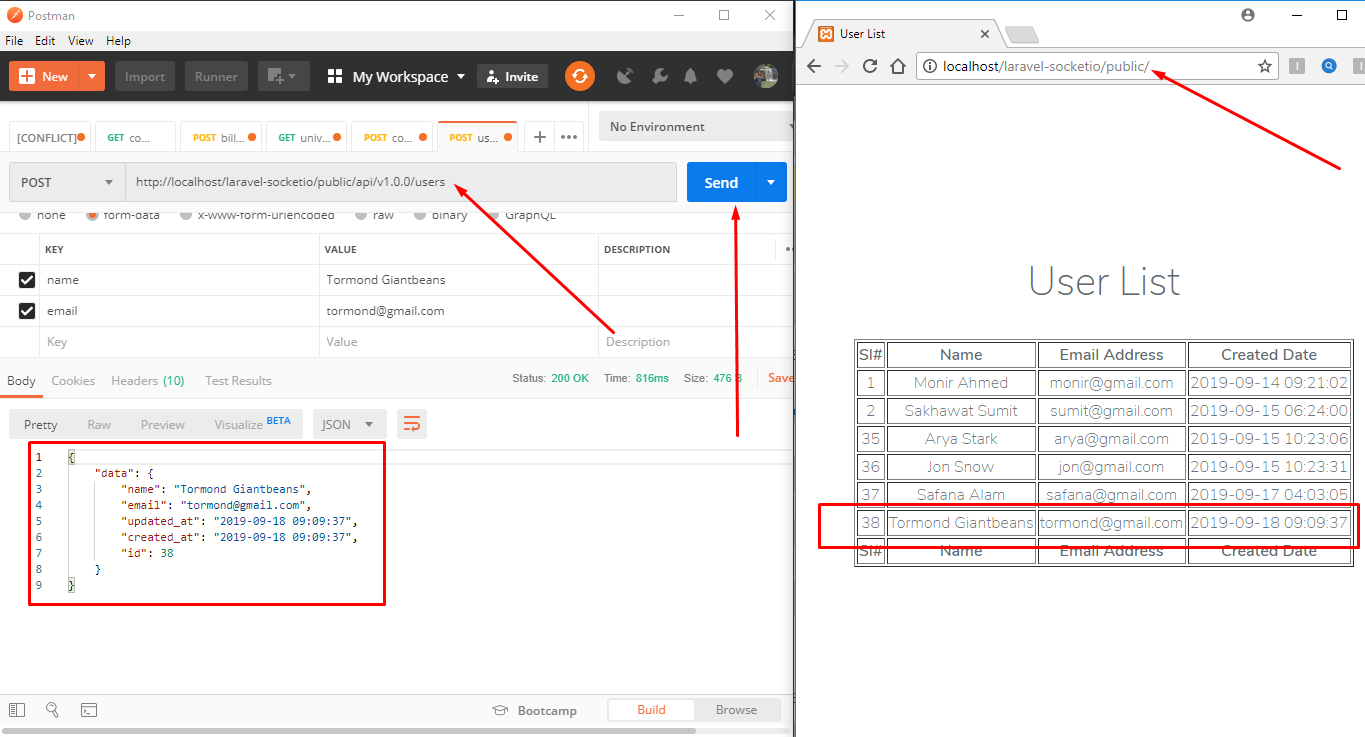 Postman
File Edit View Help
New Import Runner My Workspace Invite
[CONFLICT] GET co... POST bill... GET univ... POST co... POST us... + ••• No Environment
POST http://localhost/laravel-socketio/public/api/v1.0.0/users Send
none form-data x-www-form-urlencoded raw binary GraphQL
KEY VALUE DESCRIPTION
name Tormond Giantbeans
email tormond@gmail.com
Key Value Description
Body Cookies Headers (10) Test Results Status: 200 OK Time: 816ms Size: 476 B Save
Pretty Raw Preview Visualize BETA JSON
1 {
2 "data": {
3 "name": "Tormond Giantbeans",
4 "email": "tormond@gmail.com",
5 "updated_at": "2019-09-18 09:09:37",
6 "created_at": "2019-09-18 09:09:37",
7 "id": 38
8 }
9 }
Bootcamp Build Browse
User List
localhost/laravel-socketio/public/
User List
Sl# Name Email Address Created Date
1 Monir Ahmed monir@gmail.com 2019-09-14 09:21:02
2 Sakhawat Sumit sumit@gmail.com 2019-09-15 06:24:00
35 Arya Stark arya@gmail.com 2019-09-15 10:23:06
36 Jon Snow jon@gmail.com 2019-09-15 10:23:31
37 Safana Alam safana@gmail.com 2019-09-17 04:03:05
38 Tormond Giantbeans tormond@gmail.com 2019-09-18 09:09:37
Sl# Name Email Address Created Date